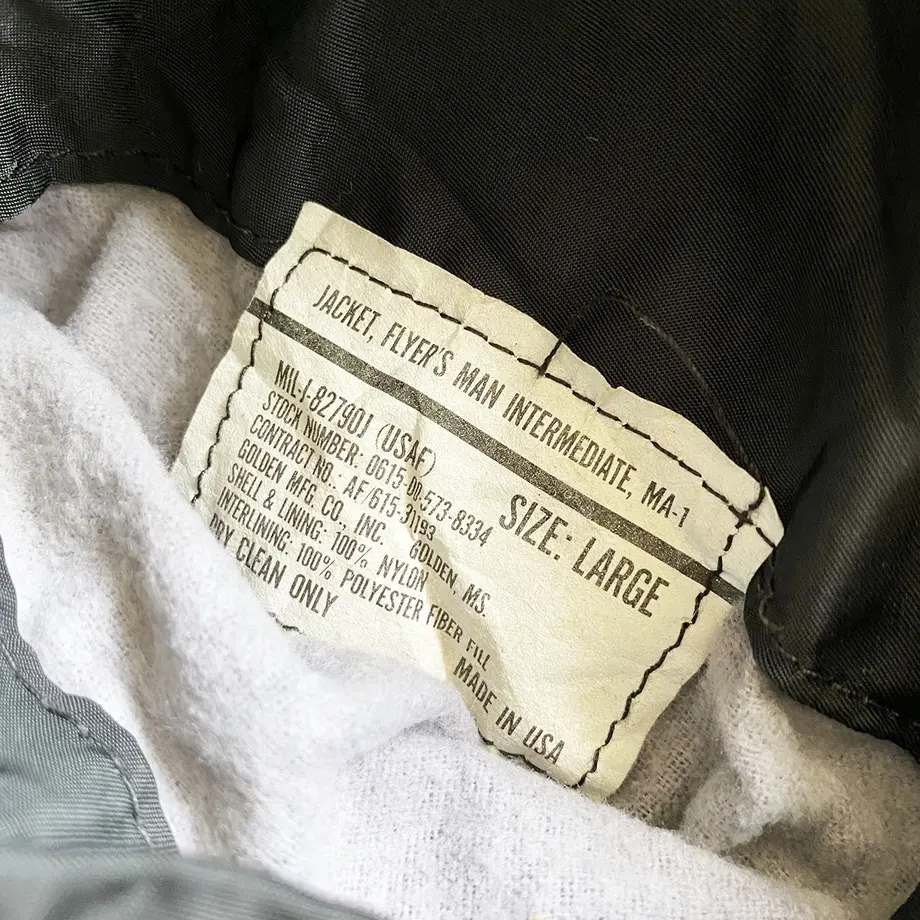 JACKET, FLYER'S MAN INTERMEDIATE, MA-1
MIL-J-8279OJ (USAF)
STOCK NUMBER: 0615-00-573-8334
CONTRACT NO. AF/615-31193
GOLDEN MFG CO., INC. GOLDEN, MS.
SHELL & LINING: 100% NYLON
INTERLINING: 100% POLYESTER FIBER FILL
CLEAN ONLY
SIZE: LARGE
MADE IN USA